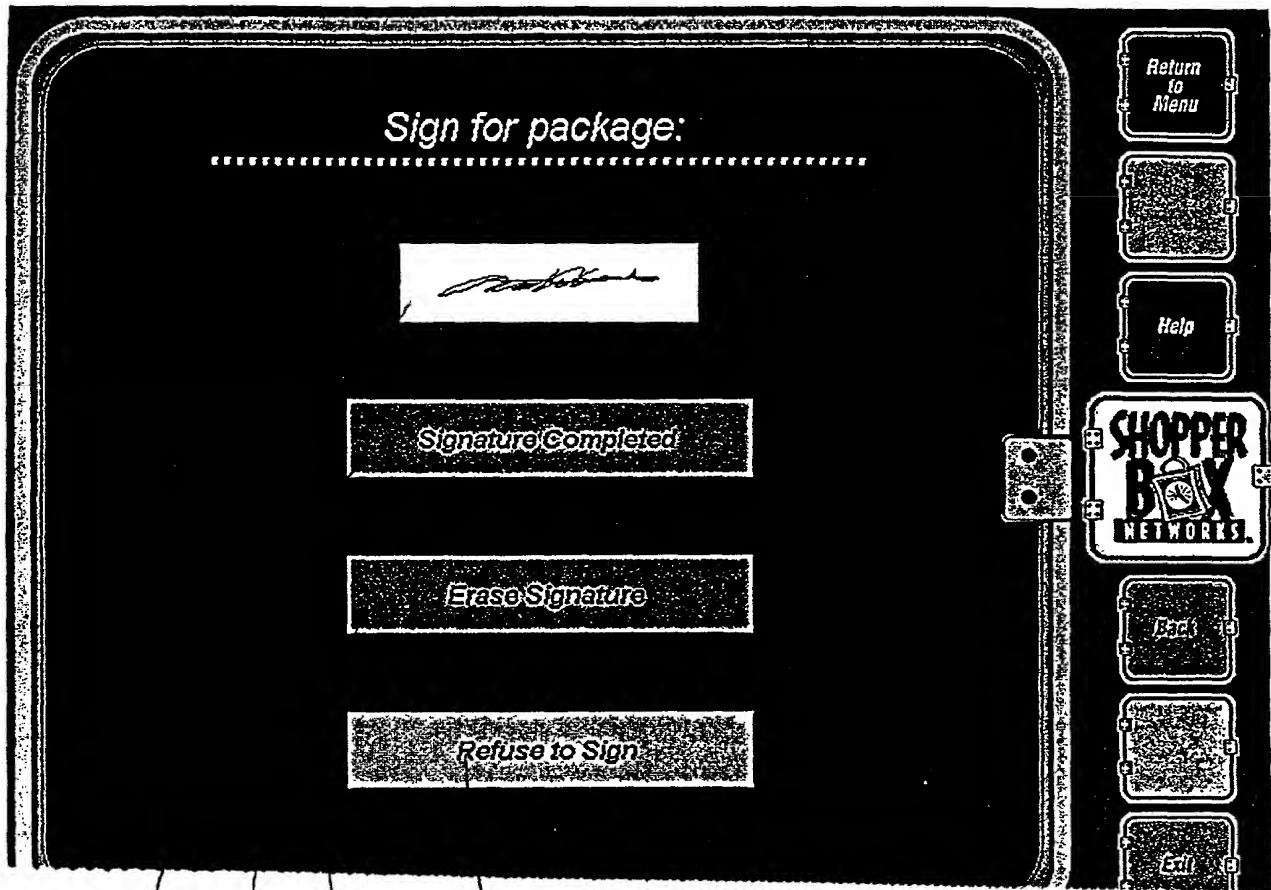 Sign for package:
Signature Completed
Erase Signature
Refuse to Sign
Return
to
Menu
Help
SHOPPER
BOX
NETWORKS.
Back
Exit